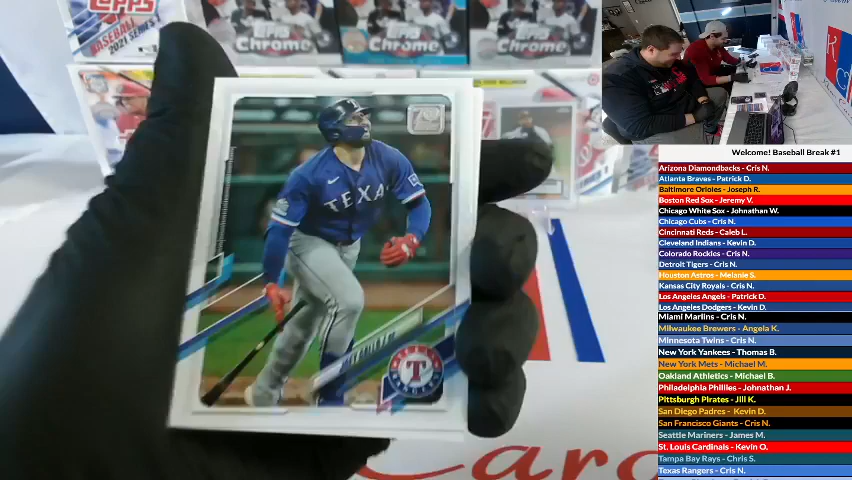 TOPPS
BASEBALL
2021 SERIES
TOPPS
Chrome
TOPPS
Chrome
Chrome
70
TEXAS
T
Card
Welcome! Baseball Break #1
Arizona Diamondbacks - Cris N.
Atlanta Braves - Patrick D.
Baltimore Orioles - Joseph R.
Boston Red Sox - Jeremy V.
Chicago White Sox - Johnathan W.
Chicago Cubs - Cris N.
Cincinnati Reds - Caleb L.
Cleveland Indians - Kevin D.
Colorado Rockies - Cris N.
Detroit Tigers - Cris N.
Houston Astros - Melanie S.
Kansas City Royals - Cris N.
Los Angeles Angels - Patrick D.
Los Angeles Dodgers - Kevin D.
Miami Marlins - Cris N.
Milwaukee Brewers - Angela K.
Minnesota Twins - Cris N.
New York Yankees - Thomas B.
New York Mets - Michael M.
Oakland Athletics - Michael B.
Philadelphia Phillies - Johnathan J.
Pittsburgh Pirates - Jill K.
San Diego Padres - Kevin D.
San Francisco Giants - Cris N.
Seattle Mariners - James M.
St. Louis Cardinals - Kevin O.
Tampa Bay Rays - Chris S.
Texas Rangers - Cris N.